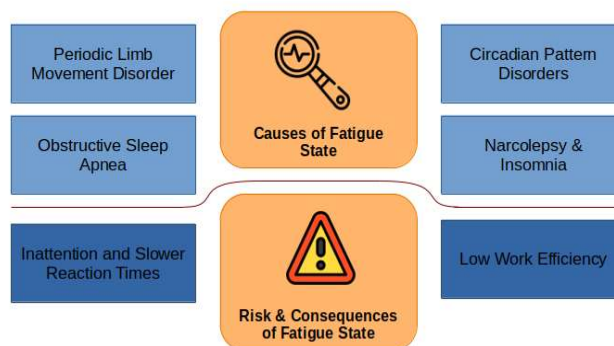 Periodic Limb
Movement Disorder
Obstructive Sleep
Apnea
Causes of Fatigue
State
Circadian Pattern
Disorders
Narcolepsy &
Insomnia
Inattention and Slower
Reaction Times
Risk & Consequences
of Fatigue State
Low Work Efficiency